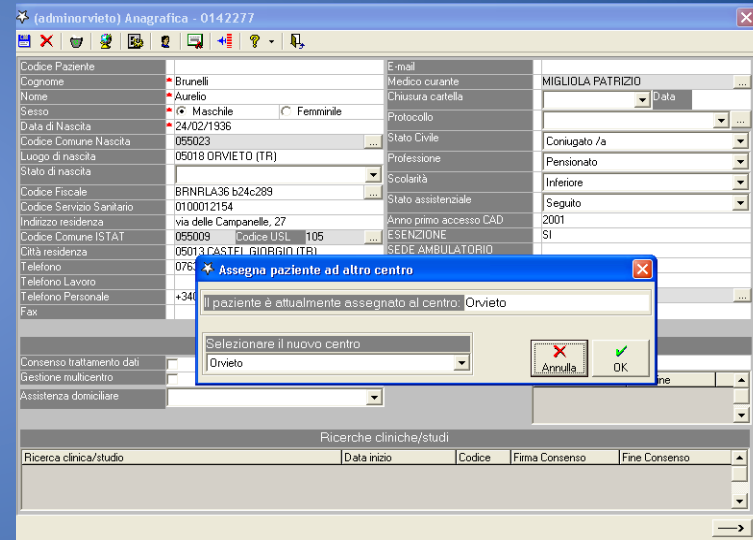 (adminorvieto) Anagrafica - 0142277
Codice Paziente
Cognome Brunelli
Nome Aurelio
Sesso Maschile Femminile
Data di Nascita 24/02/1936
Codice Comune Nascita 055023 ...
Luogo di nascita 05018 ORVIETO (TR)
Stato di nascita
Codice Fiscale BRNRLA36 b24c289 ...
Codice Servizio Sanitario 0100012154
Indirizzo residenza via delle Campanelle, 27
Codice Comune ISTAT 055009 Codice USL 105 ...
Città residenza 05013 CASTEL GIORGIO (TR)
Telefono
Telefono Lavoro
Telefono Personale
Fax
E-mail
Medico curante MIGLIOLA PATRIZIO ...
Chiusura cartella Data
Protocollo ...
Stato Civile Coniugato /a
Professione Pensionato
Scolarità Inferiore
Stato assistenziale Seguito
Anno primo accesso CAD 2001
ESENZIONE SI
SEDE AMBULATORIO
...
Assegna paziente ad altro centro
Il paziente è attualmente assegnato al centro: Orvieto
Selezionare il nuovo centro
Orvieto
Annulla OK
Consenso trattamento dati
Gestione multicentro
Assistenza domiciliare
Ricerche cliniche/studi
Ricerca clinica/studio Data inizio Codice Firma Consenso Fine Consenso